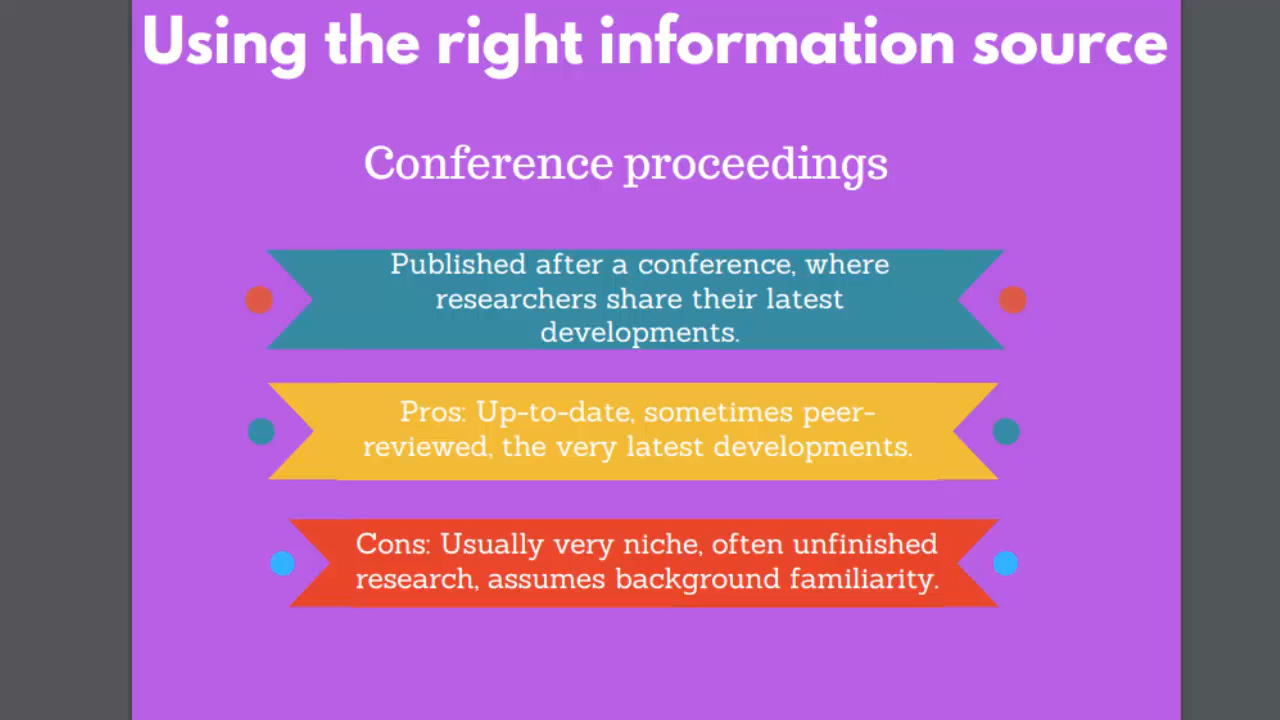 Using the right information source
Conference proceedings
Published after a conference, where
researchers share their latest
developments.
Pros: Up-to-date, sometimes peer-
reviewed, the very latest developments.
Cons: Usually very niche, often unfinished
research, assumes background familiarity.